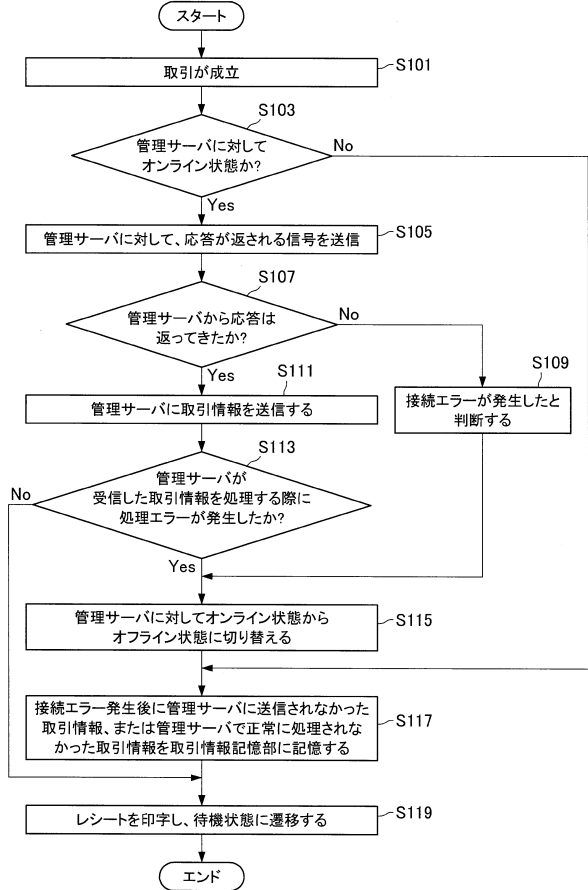 スタート
取引が成立
S101
管理サーバに対して
オンライン状態か?
S103
No
Yes
管理サーバに対して、応答が返される信号を送信
S105
管理サーバから応答は
返ってきたか?
S107
No
Yes
接続エラーが発生したと
判断する
S109
管理サーバに取引情報を送信する
S111
管理サーバが
受信した取引情報を処理する際に
処理エラーが発生したか?
S113
No
Yes
管理サーバに対してオンライン状態から
オフライン状態に切り替える
S115
接続エラー発生後に管理サーバに送信されなかった
取引情報、または管理サーバで正常に処理されな
かった取引情報を取引情報記憶部に記憶する
S117
レシートを印字し、待機状態に遷移する
S119
エンド